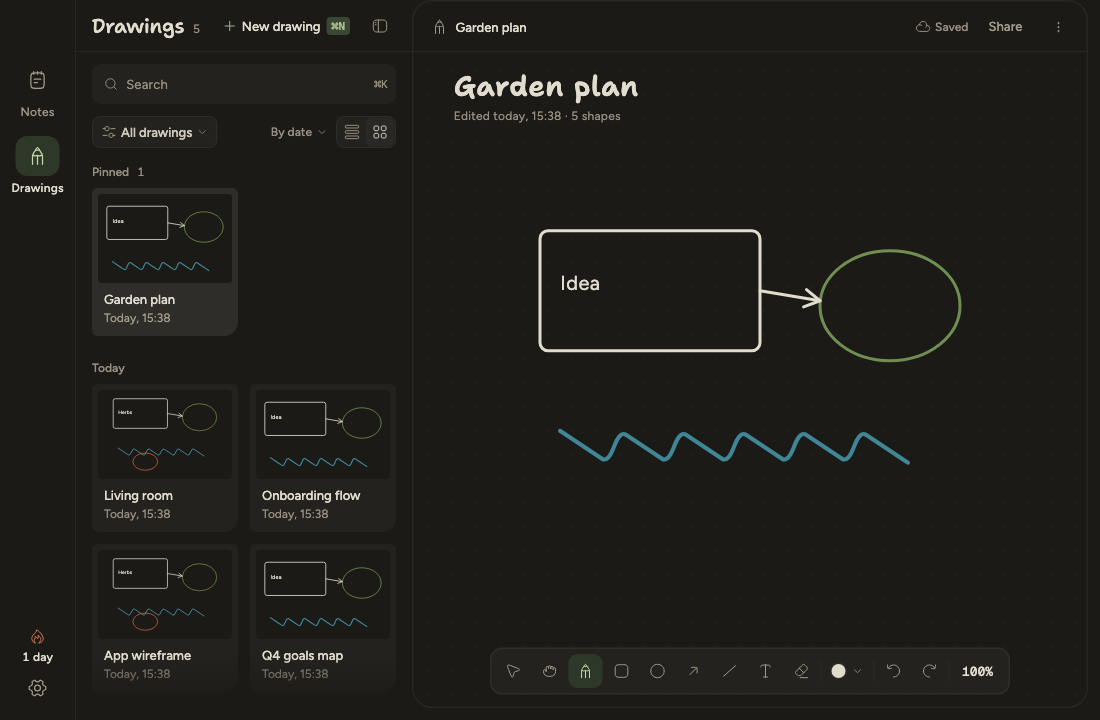 Drawings 5
New drawing ⌘N
Garden plan
Saved
Share
Notes
Drawings
Search ⌘K
All drawings
By date
Pinned 1
Idea
Garden plan
Today, 15:38
Today
Herbs
Living room
Today, 15:38
Idea
Onboarding flow
Today, 15:38
Herbs
App wireframe
Today, 15:38
Idea
Q4 goals map
Today, 15:38
1 day
Garden plan
Edited today, 15:38 · 5 shapes
Idea
100%